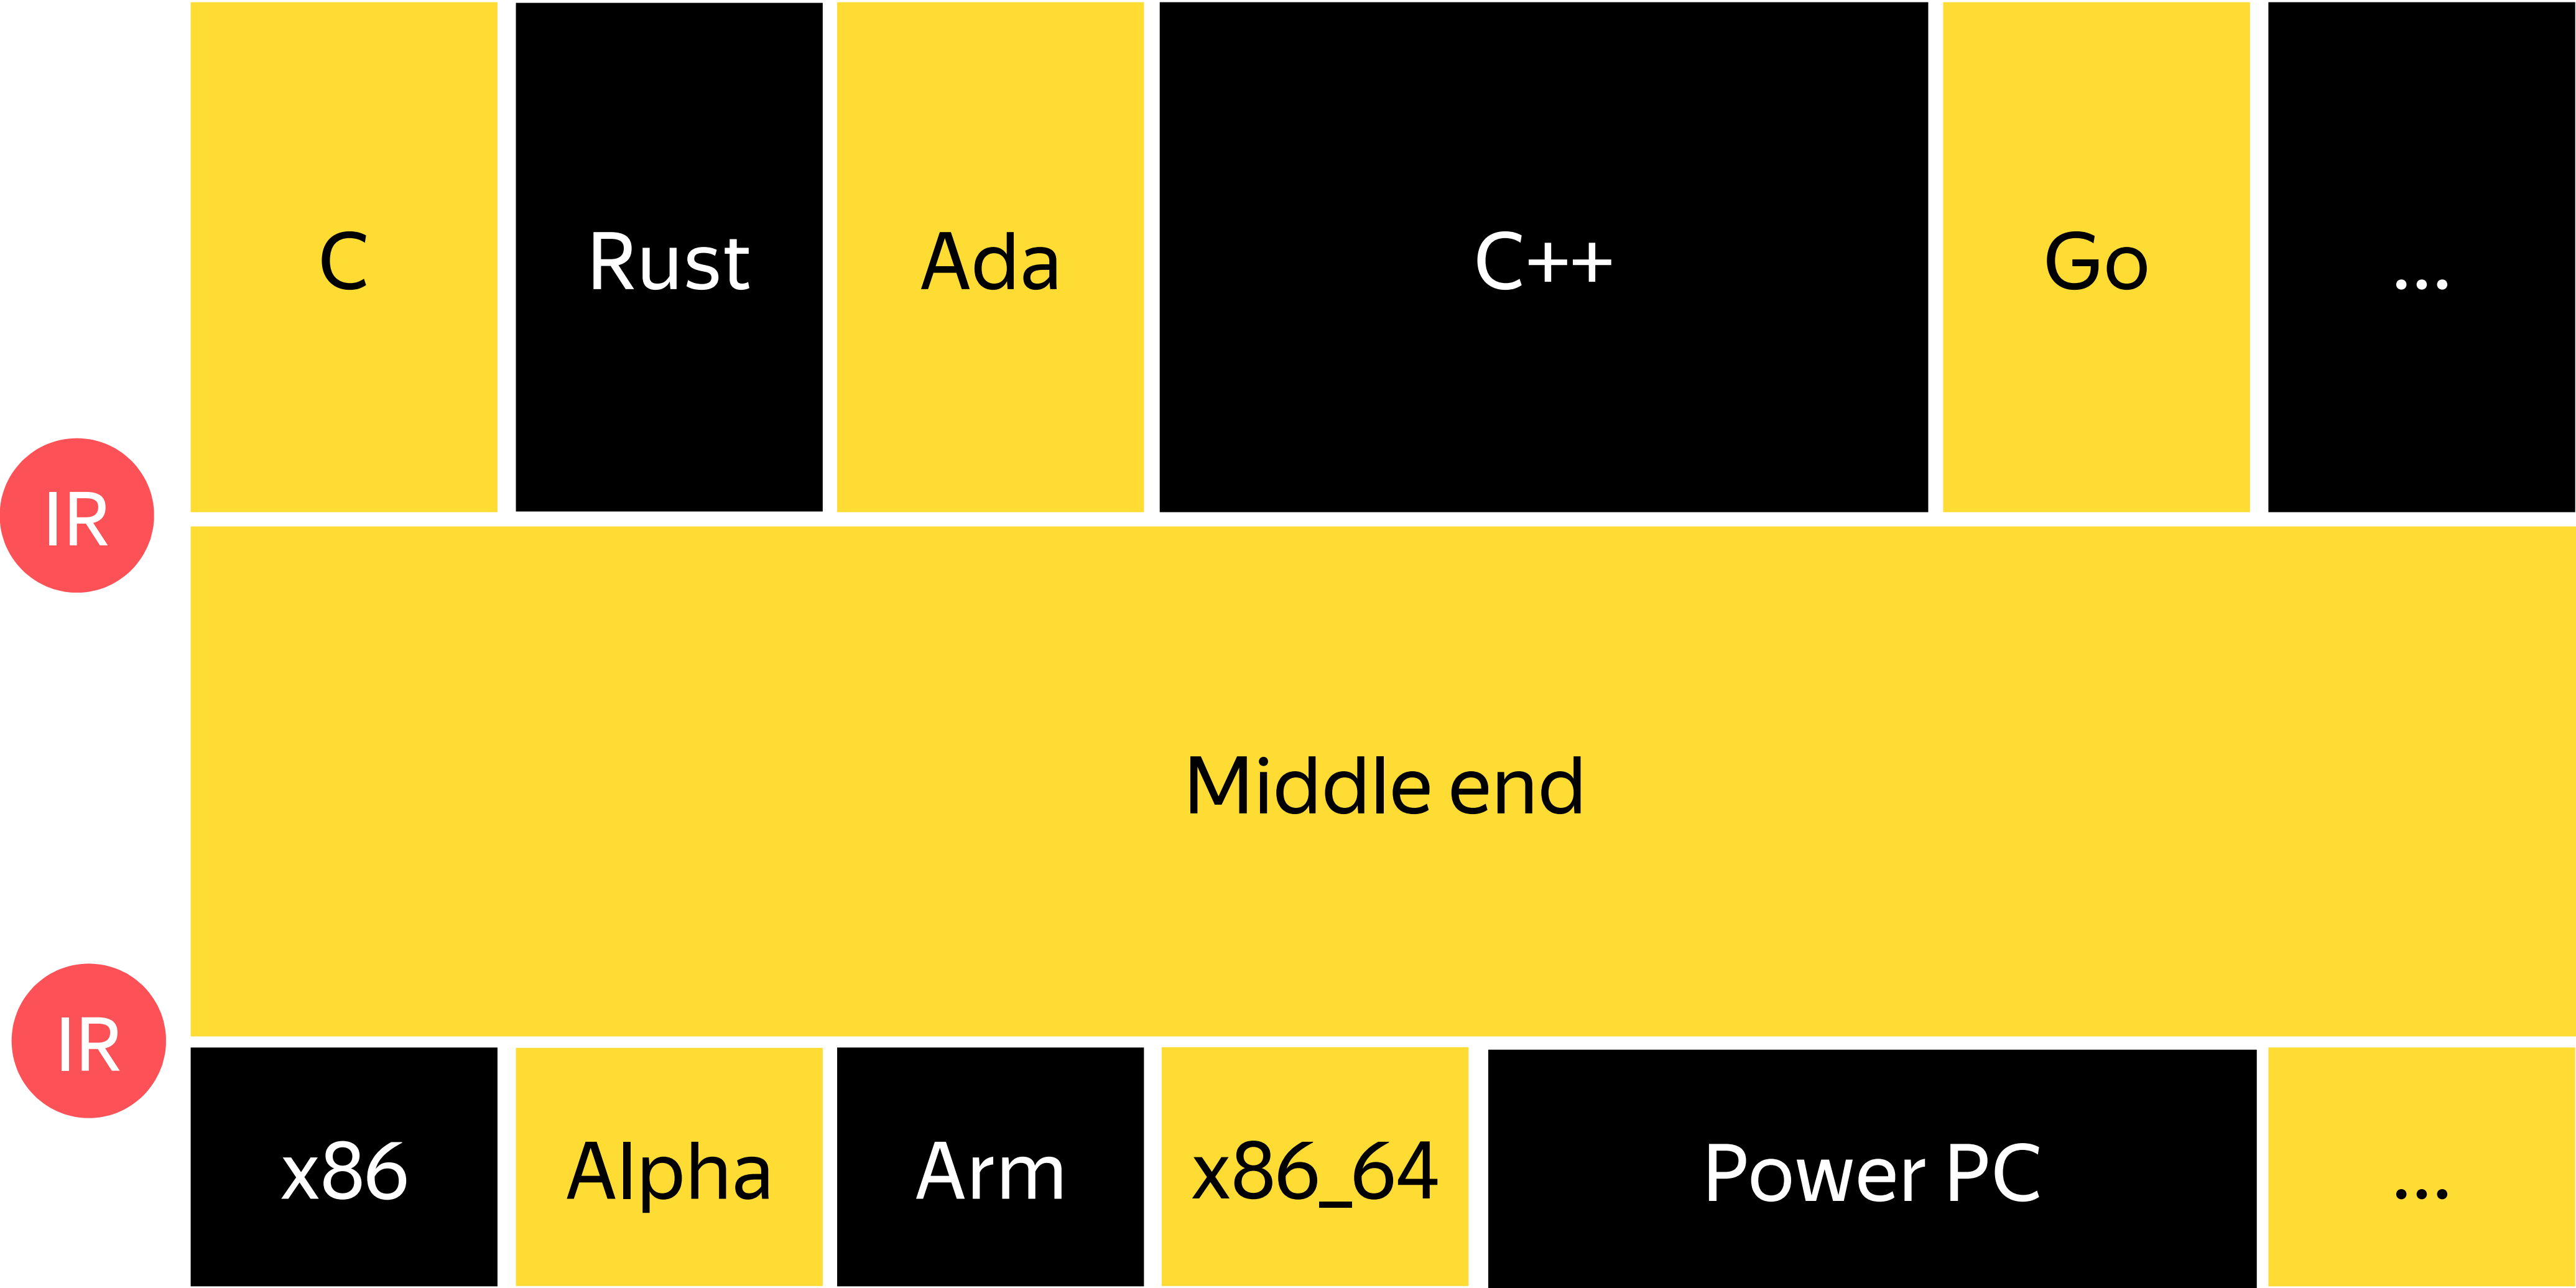 C
Rust
Ada
C++
Go
...
IR
Middle end
IR
x86
Alpha
Arm
x86_64
Power PC
...